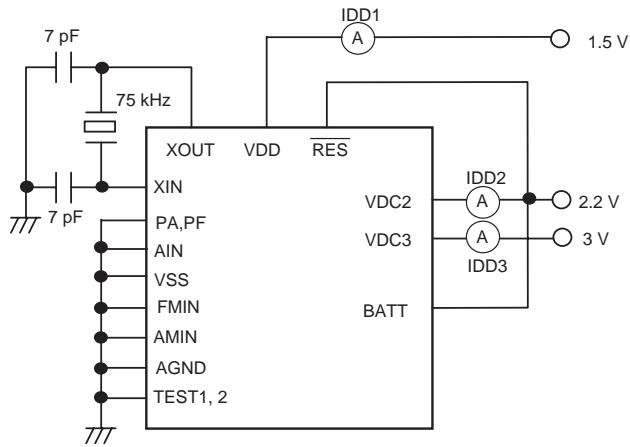 IDD1
A
1.5 V
7 pF
75 kHz
XOUT VDD RES
XIN
7 pF
PA,PF
AIN
VSS
FMIN
AMIN
AGND
TEST1, 2
VDC2
IDD2
A
2.2 V
VDC3
A
3 V
IDD3
BATT